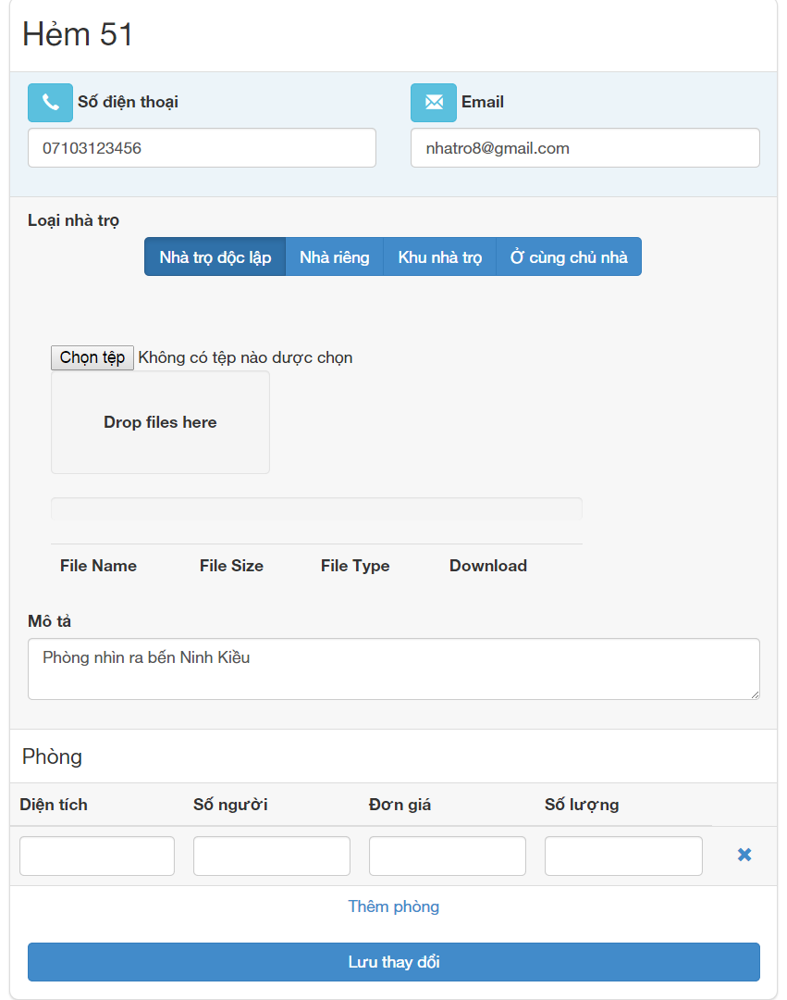 Hẻm 51
Số điện thoại Email
07103123456 nhatro8@gmail.com
Loại nhà trọ
Nhà trọ độc lập Nhà riêng Khu nhà trọ Ở cùng chủ nhà
Chọn tệp Không có tệp nào được chọn
Drop files here
File Name File Size File Type Download
Mô tả
Phòng nhìn ra bến Ninh Kiều
Phòng
Diện tích Số người Đơn giá Số lượng
Thêm phòng
Lưu thay đổi